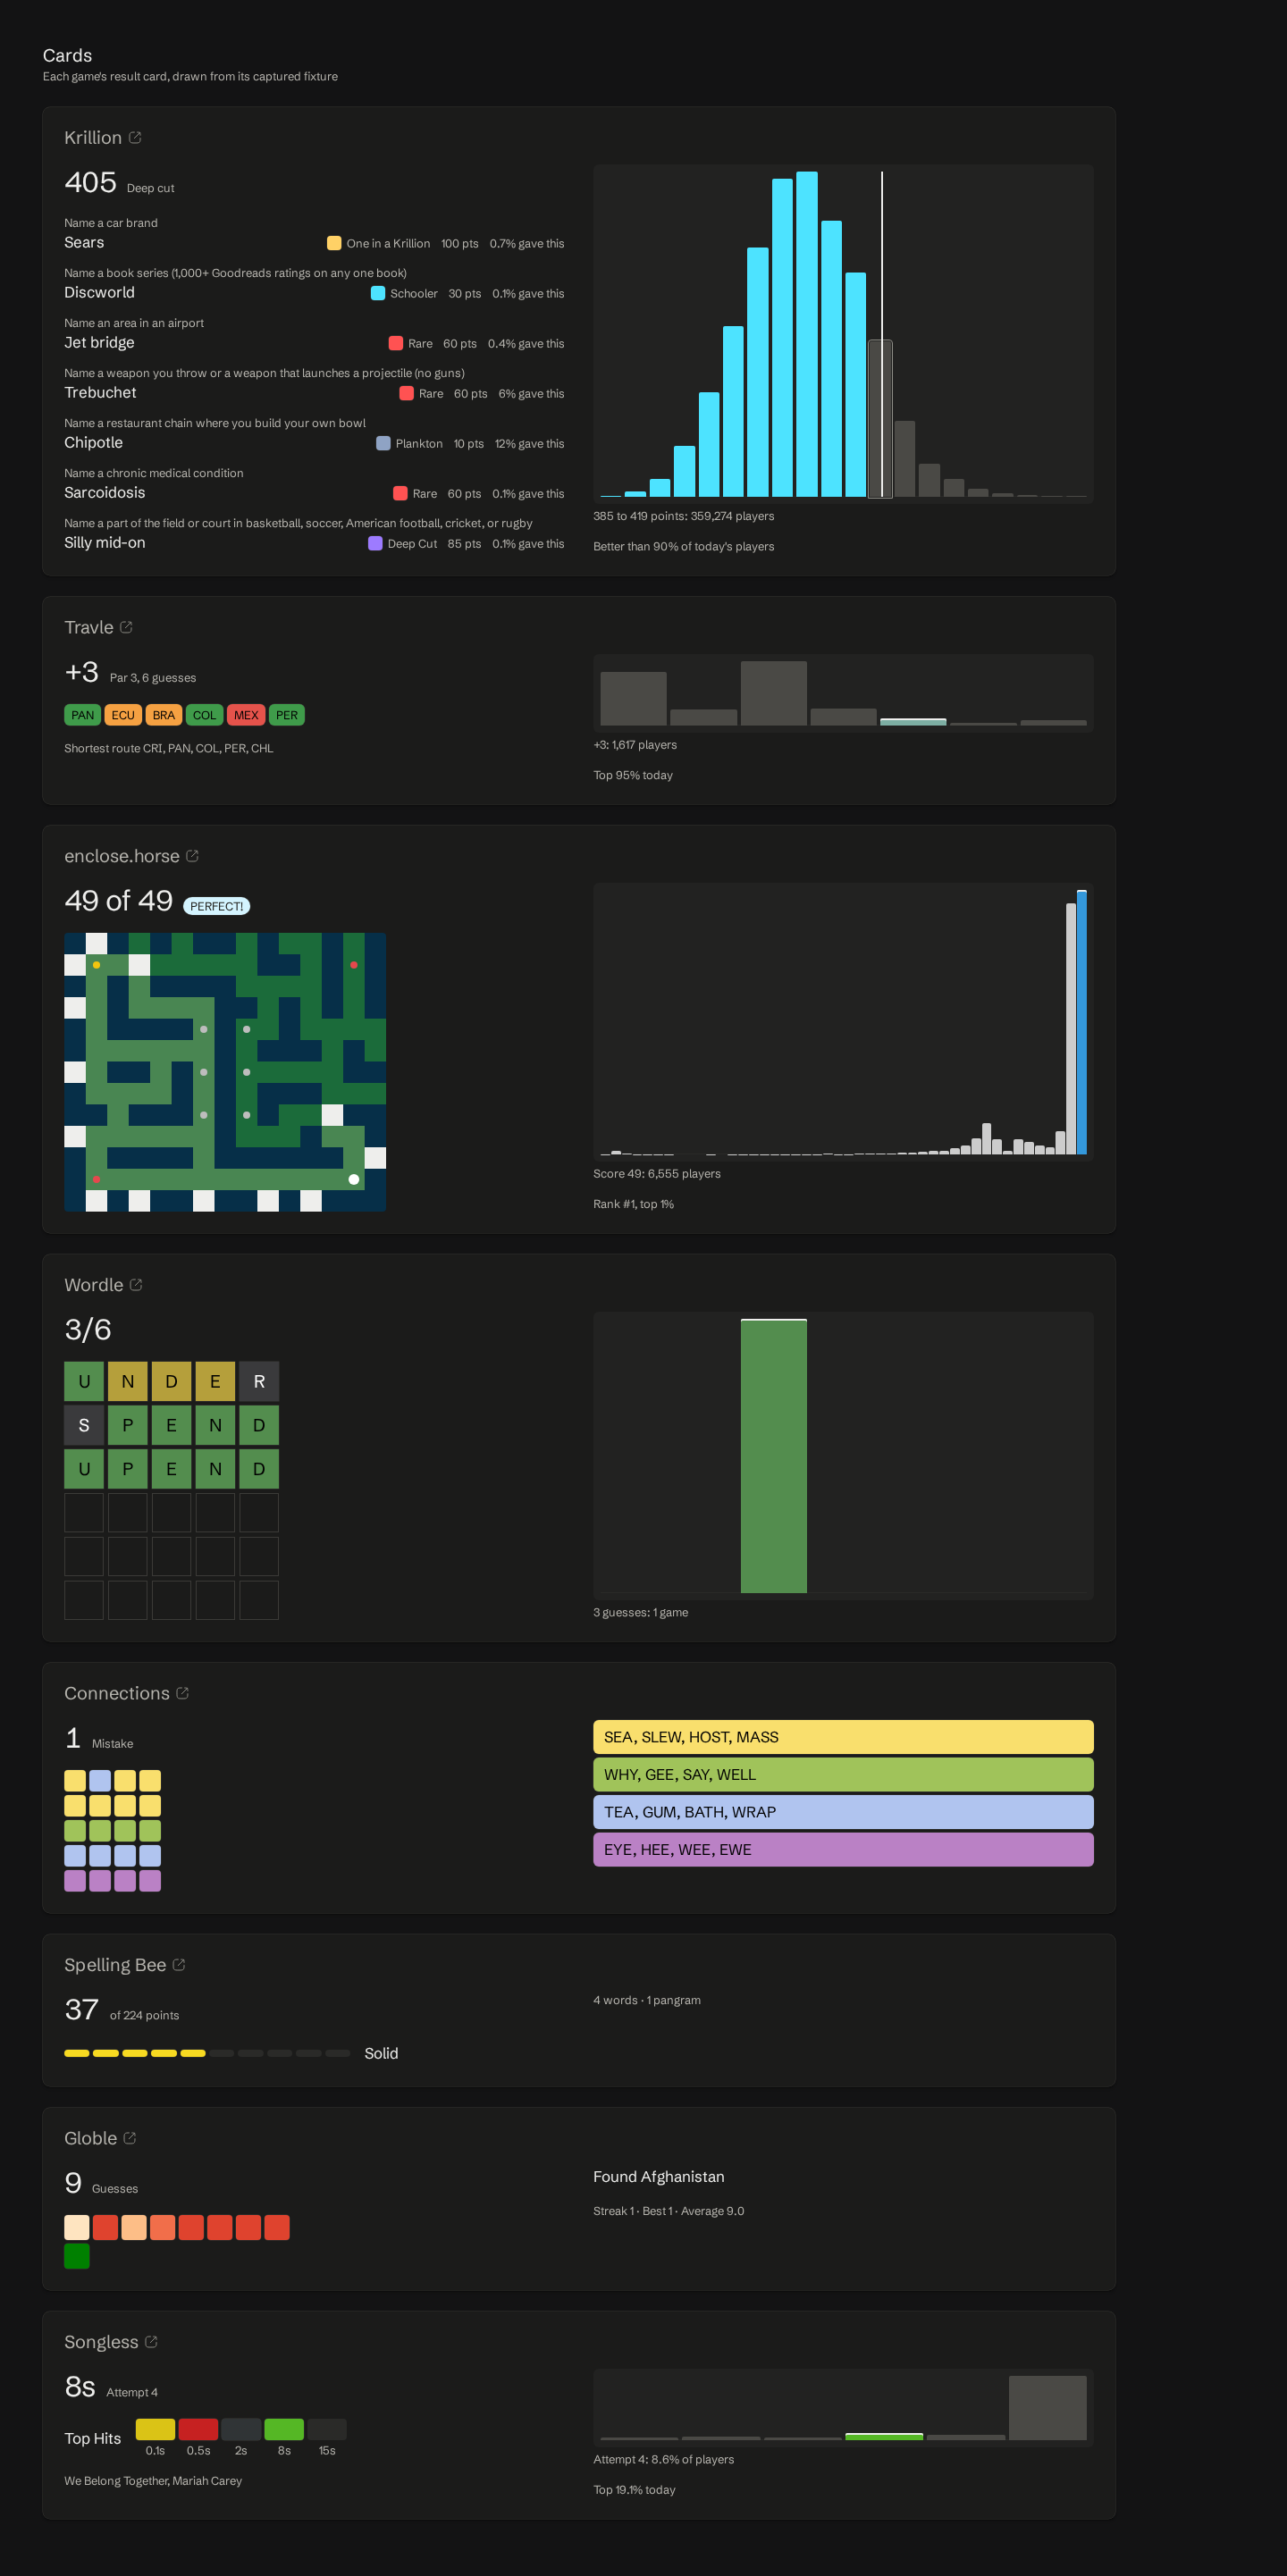 Cards
Each game's result card, drawn from its captured fixture
Krillion
405 Deep cut
Name a car brand
Sears One in a Krillion 100 pts 0.7% gave this
Name a book series (1,000+ Goodreads ratings on any one book)
Discworld Schooler 30 pts 0.1% gave this
Name an area in an airport
Jet bridge Rare 60 pts 0.4% gave this
Name a weapon you throw or a weapon that launches a projectile (no guns)
Trebuchet Rare 60 pts 6% gave this
Name a restaurant chain where you build your own bowl
Chipotle Plankton 10 pts 12% gave this
Name a chronic medical condition
Sarcoidosis Rare 60 pts 0.1% gave this
Name a part of the field or court in basketball, soccer, American football, cricket, or rugby
Silly mid-on Deep Cut 85 pts 0.1% gave this
385 to 419 points: 359,274 players
Better than 90% of today's players
Travle
+3 Par 3, 6 guesses
PAN ECU BRA COL MEX PER
Shortest route CRI, PAN, COL, PER, CHL
+3: 1,617 players
Top 95% today
enclose.horse
49 of 49 PERFECT!
Score 49: 6,555 players
Rank #1, top 1%
Wordle
3/6
U N D E R
S P E N D
U P E N D
3 guesses: 1 game
Connections
1 Mistake
SEA, SLEW, HOST, MASS
WHY, GEE, SAY, WELL
TEA, GUM, BATH, WRAP
EYE, HEE, WEE, EWE
Spelling Bee
37 of 224 points
Solid
4 words · 1 pangram
Globle
9 Guesses
Found Afghanistan
Streak 1 · Best 1 · Average 9.0
Songless
8s Attempt 4
Top Hits
0.1s 0.5s 2s 8s 15s
We Belong Together, Mariah Carey
Attempt 4: 8.6% of players
Top 19.1% today